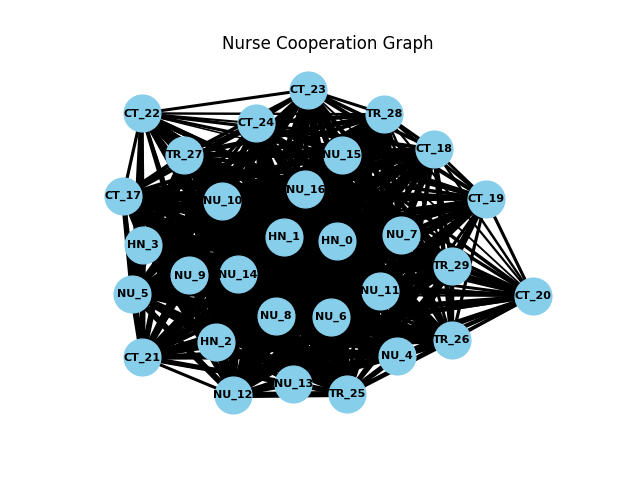 Nurse Cooperation Graph
CT_23
CT_22
TR_28
CT_24
CT_18
TR_27
NU_15
NU_16
CT_17
CT_19
NU_10
NU_7
HN_1
HN_0
HN_3
TR_29
NU_9
NU_14
NU_11
NU_5
CT_20
NU_8
NU_6
TR_26
HN_2
NU_4
CT_21
NU_13
NU_12
TR_25